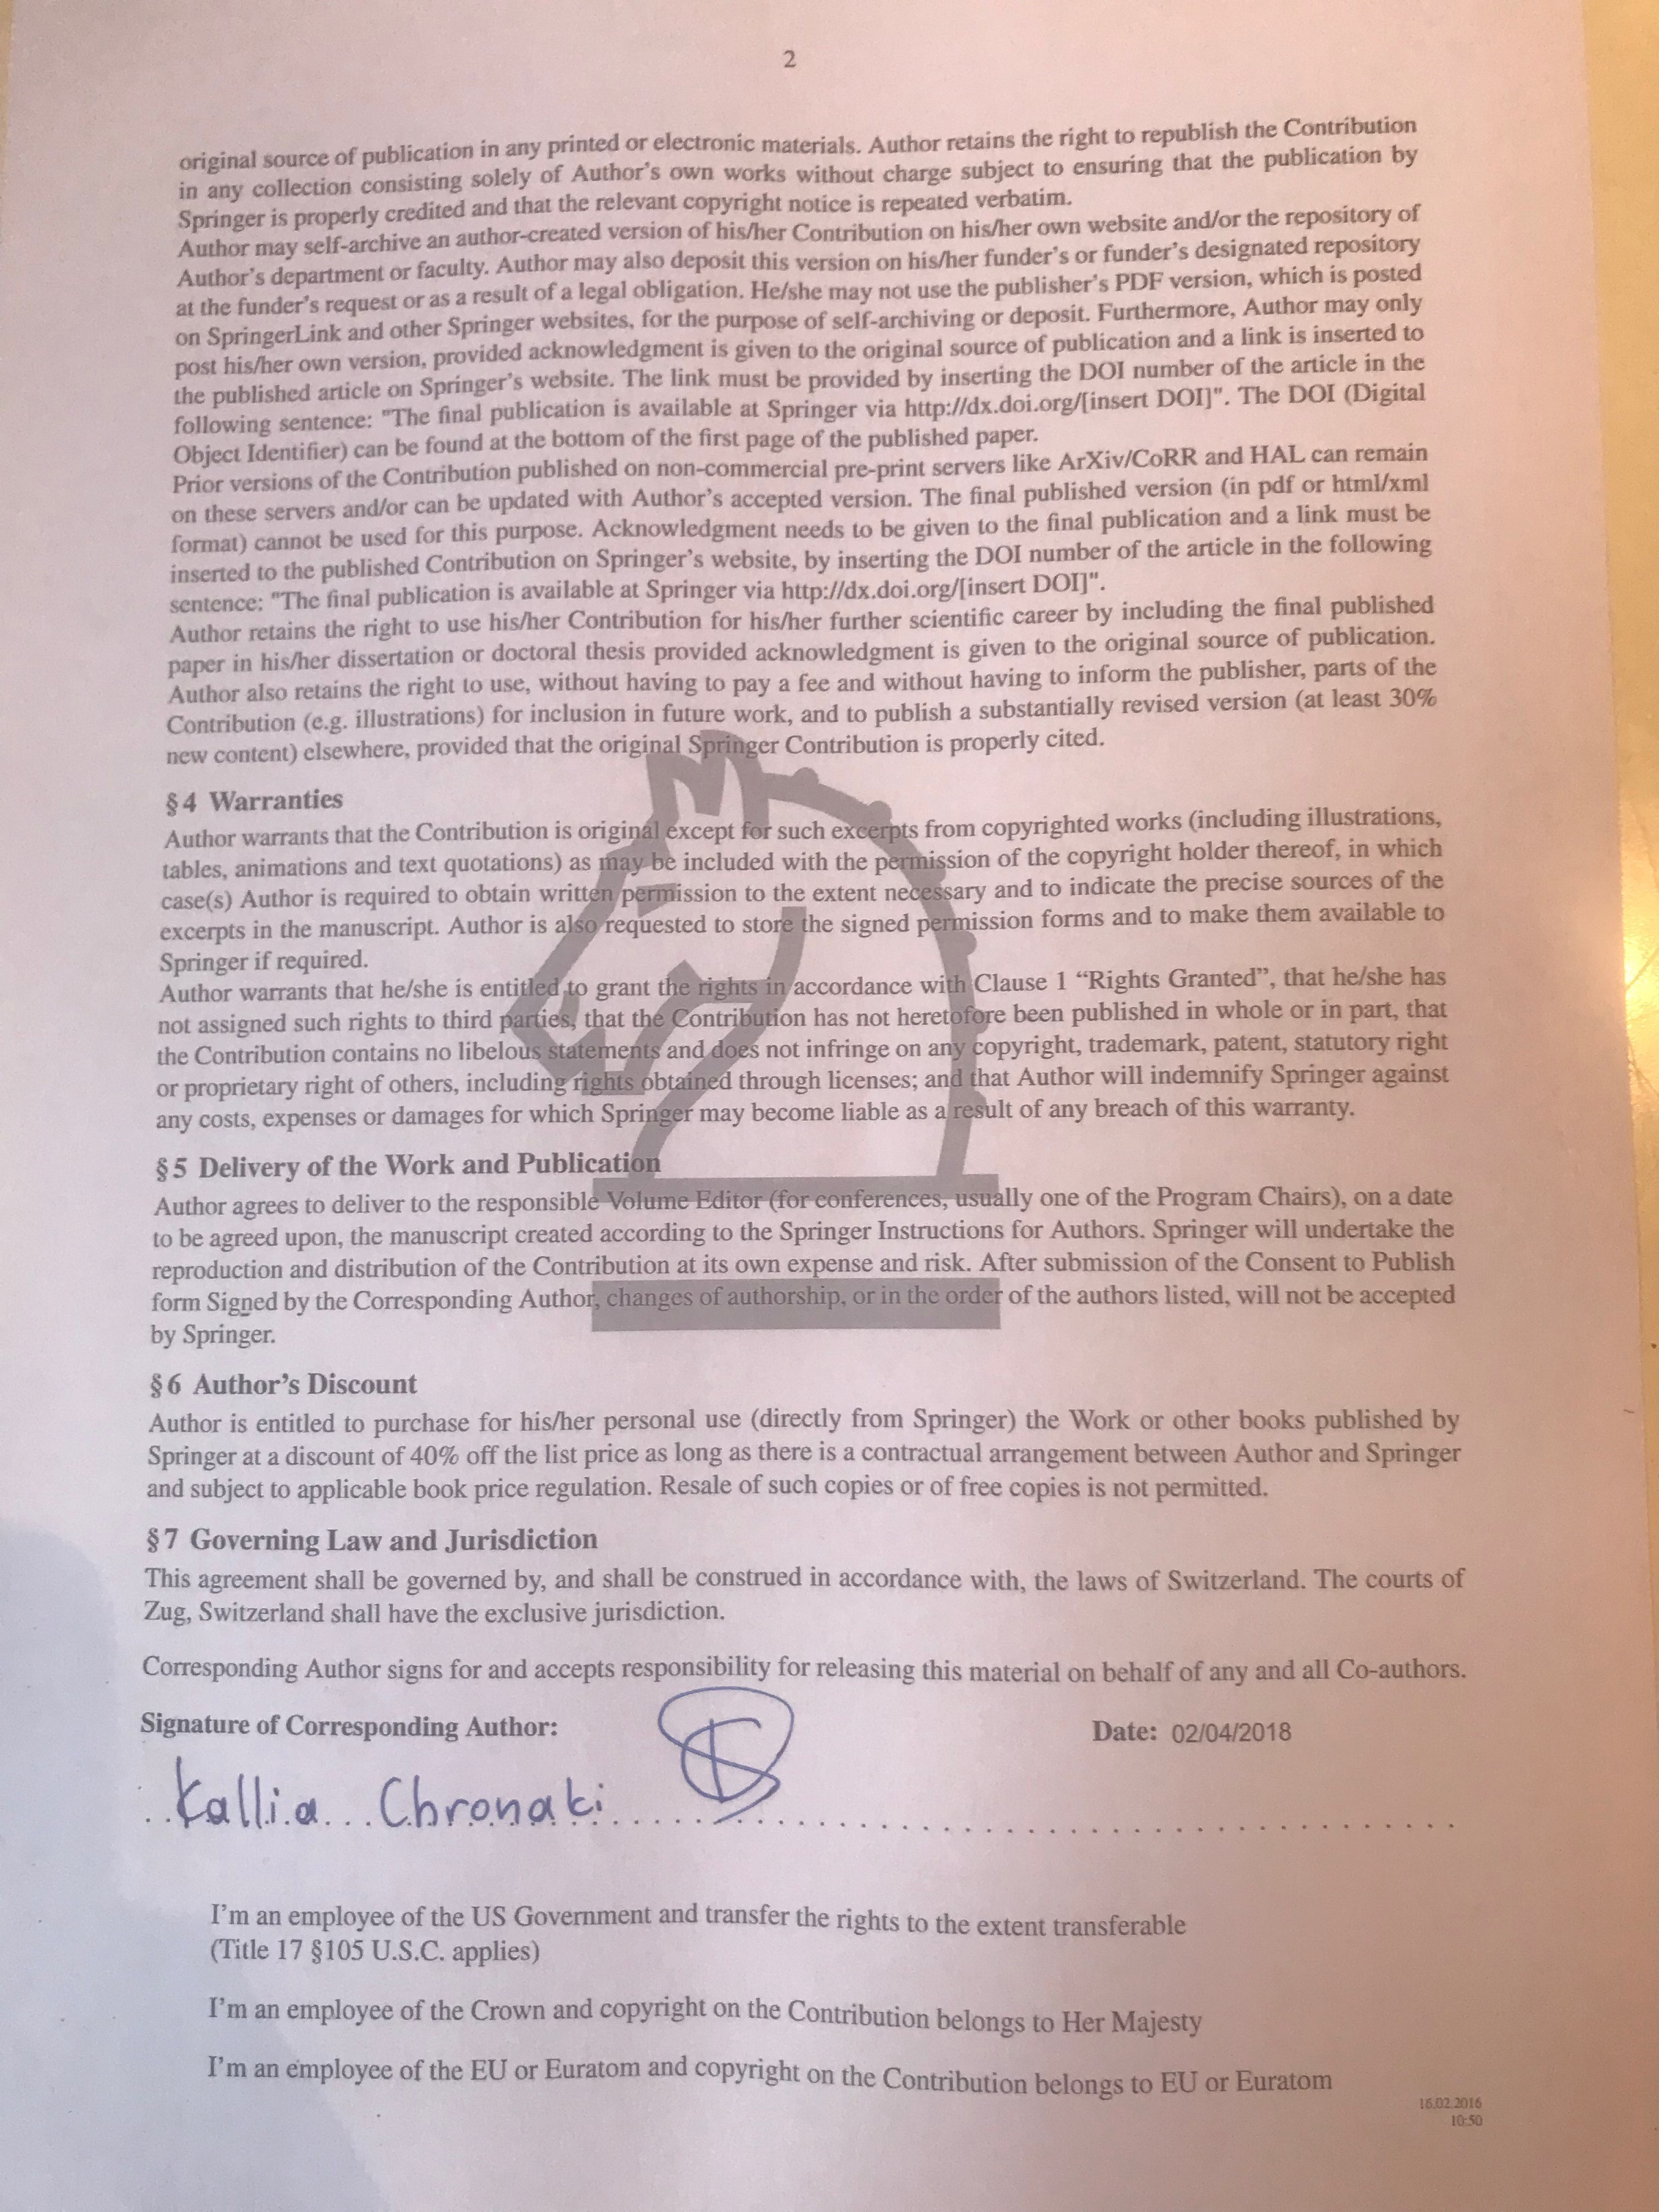 2
original source of publication in any printed or electronic materials. Author retains the right to republish the Contribution
in any collection consisting solely of Author's own works without charge subject to ensuring that the publication by
Springer is properly credited and that the relevant copyright notice is repeated verbatim.
Author may self-archive an author-created version of his/her Contribution on his/her own website and/or the repository of
Author's department or faculty. Author may also deposit this version on his/her funder's or funder's designated repository
at the funder's request or as a result of a legal obligation. He/she may not use the publisher's PDF version, which is posted
on SpringerLink and other Springer websites, for the purpose of self-archiving or deposit. Furthermore, Author may only
post his/her own version, provided acknowledgment is given to the original source of publication and a link is inserted to
the published article on Springer's website. The link must be provided by inserting the DOI number of the article in the
following sentence: "The final publication is available at Springer via http://dx.doi.org/[insert DOI]". The DOI (Digital
Object Identifier) can be found at the bottom of the first page of the published paper.
Prior versions of the Contribution published on non-commercial pre-print servers like ArXiv/CoRR and HAL can remain
on these servers and/or can be updated with Author's accepted version. The final published version (in pdf or html/xml
format) cannot be used for this purpose. Acknowledgment needs to be given to the final publication and a link must be
inserted to the published Contribution on Springer's website, by inserting the DOI number of the article in the following
sentence: "The final publication is available at Springer via http://dx.doi.org/[insert DOI]".
Author retains the right to use his/her Contribution for his/her further scientific career by including the final published
paper in his/her dissertation or doctoral thesis provided acknowledgment is given to the original source of publication.
Author also retains the right to use, without having to pay a fee and without having to inform the publisher, parts of the
Contribution (e.g. illustrations) for inclusion in future work, and to publish a substantially revised version (at least 30%
new content) elsewhere, provided that the original Springer Contribution is properly cited.
§ 4 Warranties
Author warrants that the Contribution is original except for such excerpts from copyrighted works (including illustrations,
tables, animations and text quotations) as may be included with the permission of the copyright holder thereof, in which
case(s) Author is required to obtain written permission to the extent necessary and to indicate the precise sources of the
excerpts in the manuscript. Author is also requested to store the signed permission forms and to make them available to
Springer if required.
Author warrants that he/she is entitled to grant the rights in accordance with Clause 1 “Rights Granted”, that he/she has
not assigned such rights to third parties, that the Contribution has not heretofore been published in whole or in part, that
the Contribution contains no libelous statements and does not infringe on any copyright, trademark, patent, statutory right
or proprietary right of others, including rights obtained through licenses; and that Author will indemnify Springer against
any costs, expenses or damages for which Springer may become liable as a result of any breach of this warranty.
§ 5 Delivery of the Work and Publication
Author agrees to deliver to the responsible Volume Editor (for conferences, usually one of the Program Chairs), on a date
to be agreed upon, the manuscript created according to the Springer Instructions for Authors. Springer will undertake the
reproduction and distribution of the Contribution at its own expense and risk. After submission of the Consent to Publish
form Signed by the Corresponding Author, changes of authorship, or in the order of the authors listed, will not be accepted
by Springer.
§ 6 Author's Discount
Author is entitled to purchase for his/her personal use (directly from Springer) the Work or other books published by
Springer at a discount of 40% off the list price as long as there is a contractual arrangement between Author and Springer
and subject to applicable book price regulation. Resale of such copies or of free copies is not permitted.
§ 7 Governing Law and Jurisdiction
This agreement shall be governed by, and shall be construed in accordance with, the laws of Switzerland. The courts of
Zug, Switzerland shall have the exclusive jurisdiction.
Corresponding Author signs for and accepts responsibility for releasing this material on behalf of any and all Co-authors.
Signature of Corresponding Author: Date: 02/04/2018
Kallia Chronaki
I'm an employee of the US Government and transfer the rights to the extent transferable
(Title 17 §105 U.S.C. applies)
I'm an employee of the Crown and copyright on the Contribution belongs to Her Majesty
I'm an employee of the EU or Euratom and copyright on the Contribution belongs to EU or Euratom
16.02.2016
10:50